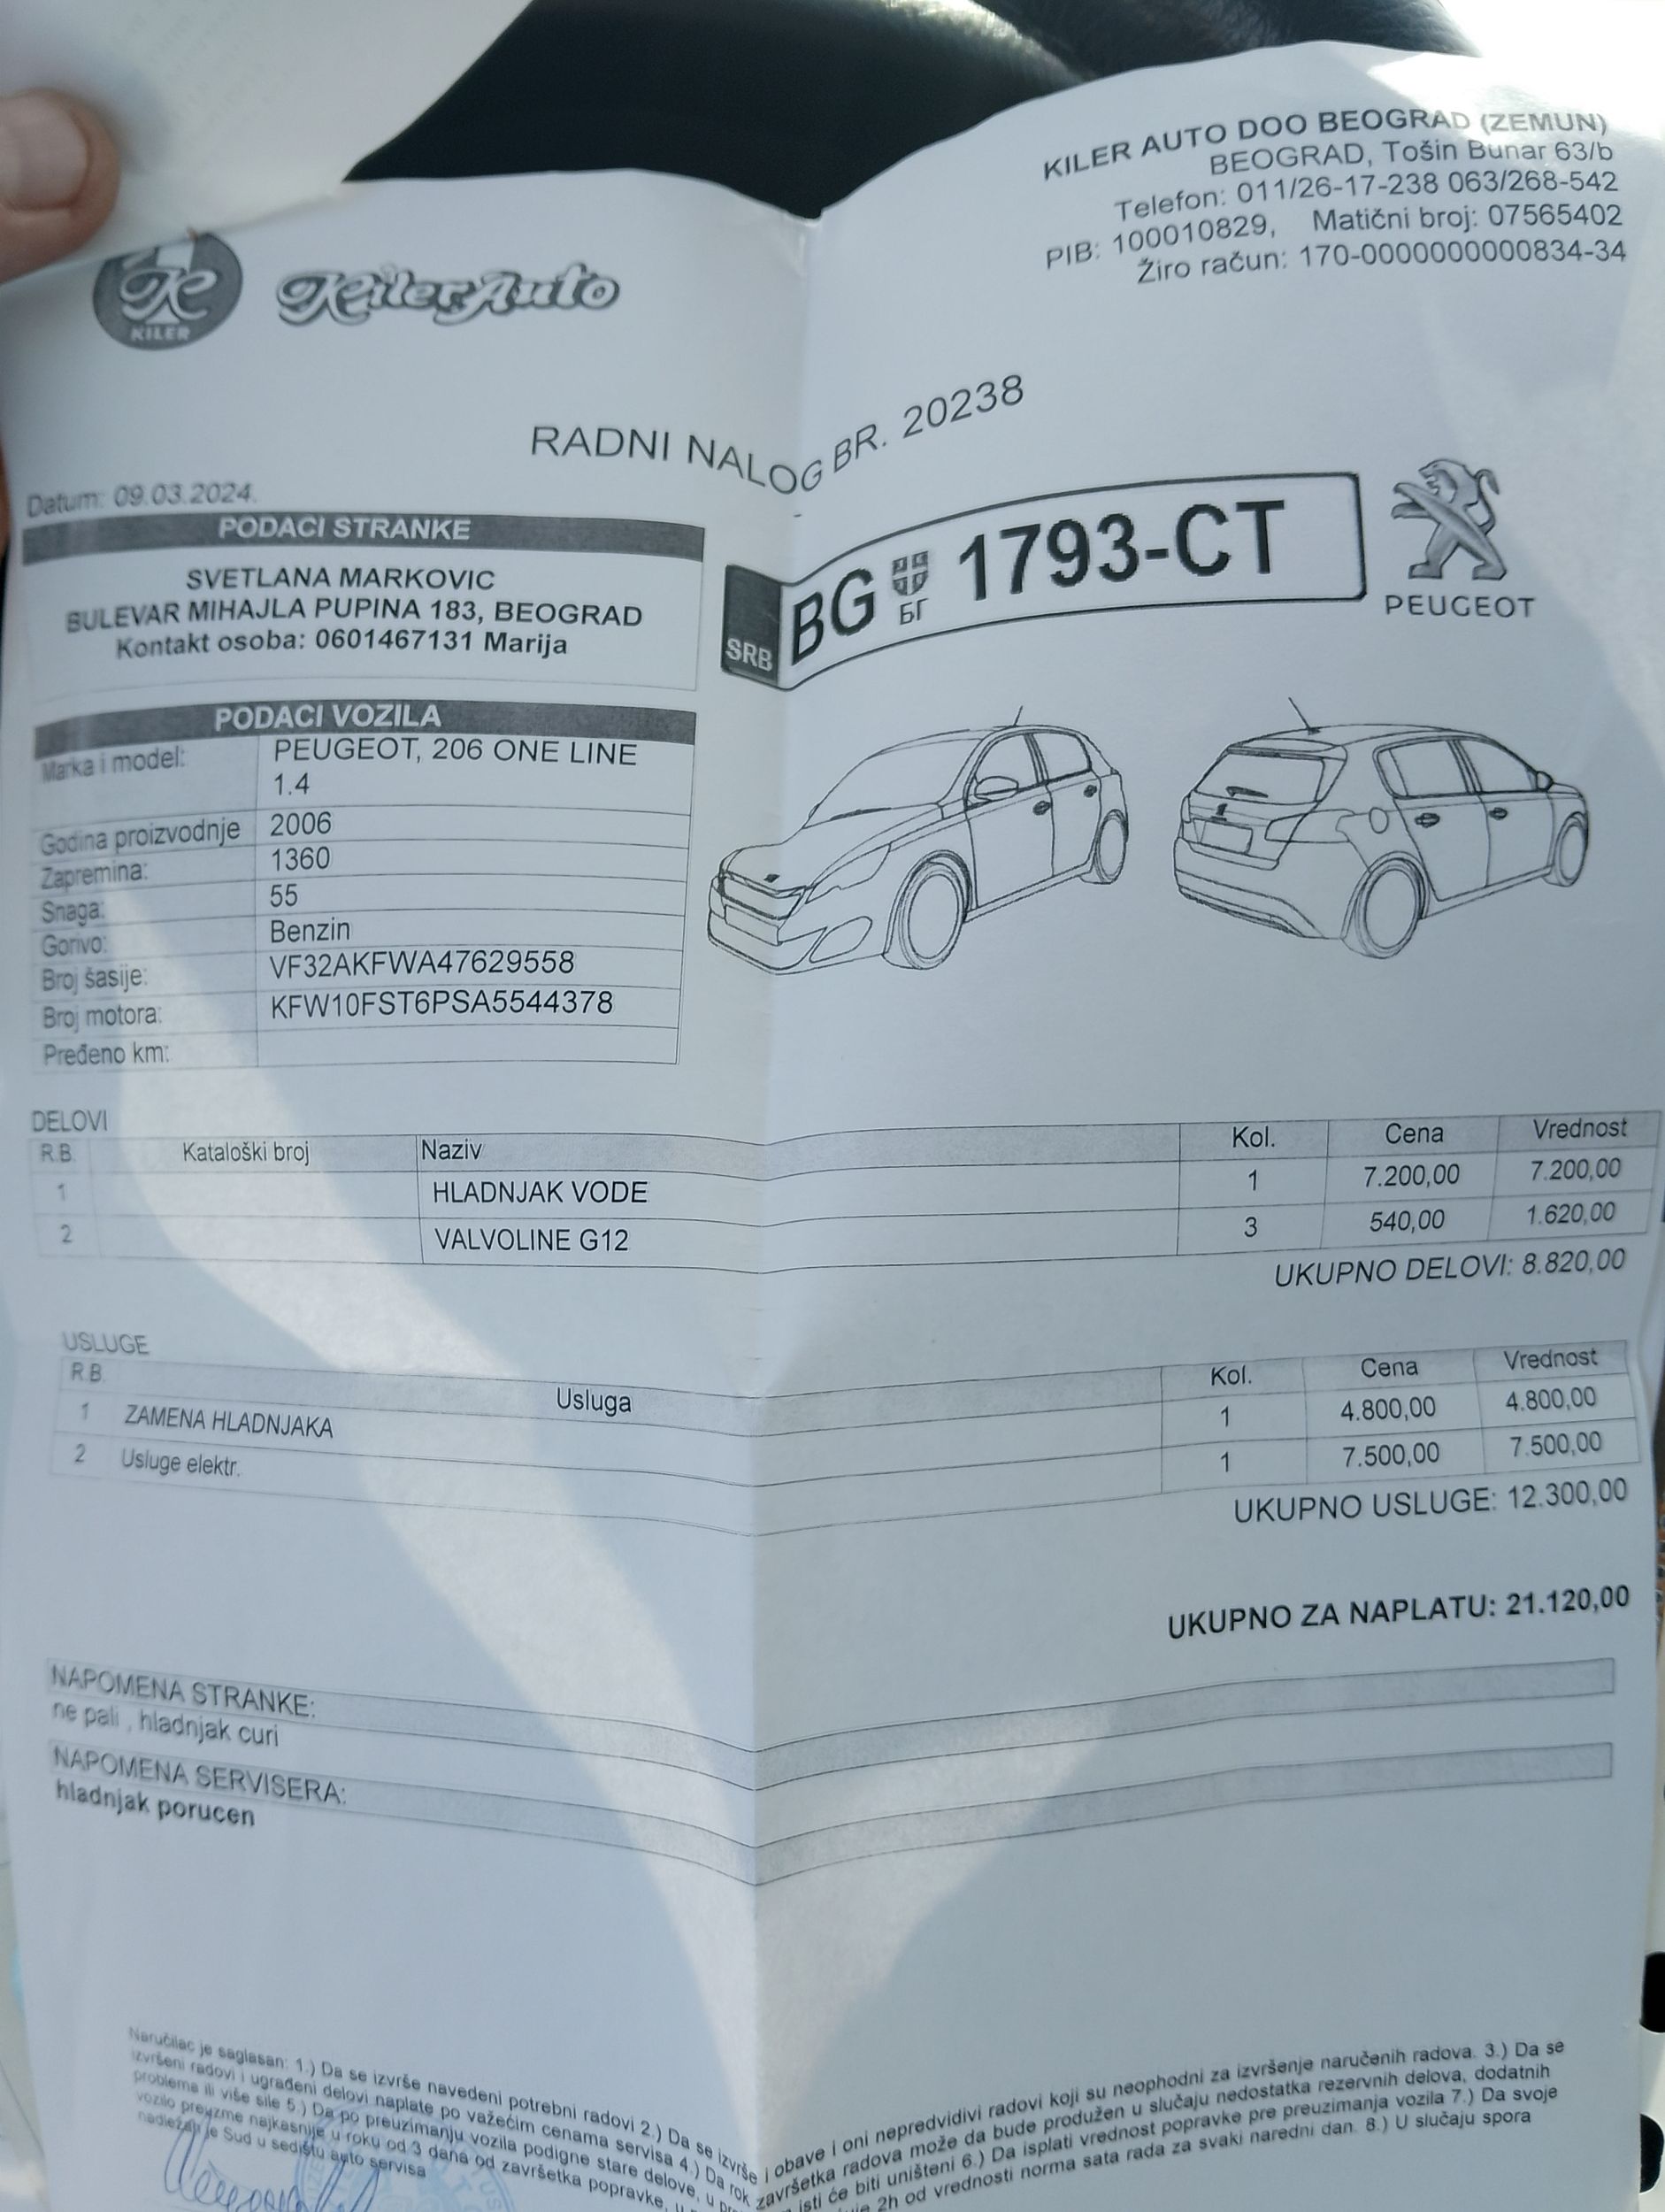 KILER AUTO DOO BEOGRAD (ZEMUN)
BEOGRAD, Tošin Bunar 63/b
Telefon: 011/26-17-238 063/268-542
PIB: 100010829, Matični broj: 07565402
Žiro račun: 170-0000000000834-34
KILER
Kiler Auto
RADNI NALOG BR. 20238
Datum: 09.03.2024.
PODACI STRANKE
SVETLANA MARKOVIC
BULEVAR MIHAJLA PUPINA 183, BEOGRAD
Kontakt osoba: 0601467131 Marija
SRB BG БГ 1793-CT
PEUGEOT
PODACI VOZILA
Marka i model: PEUGEOT, 206 ONE LINE
1.4
Godina proizvodnje 2006
Zapremina: 1360
Snaga: 55
Gorivo: Benzin
Broj šasije: VF32AKFWA47629558
Broj motora: KFW10FST6PSA5544378
Pređeno km:
DELOVI
R.B. Kataloški broj Naziv Kol. Cena Vrednost
1 HLADNJAK VODE 1 7.200,00 7.200,00
2 VALVOLINE G12 3 540,00 1.620,00
UKUPNO DELOVI: 8.820,00
USLUGE
R.B. Usluga Kol. Cena Vrednost
1 ZAMENA HLADNJAKA 1 4.800,00 4.800,00
2 Usluge elektr. 1 7.500,00 7.500,00
UKUPNO USLUGE: 12.300,00
UKUPNO ZA NAPLATU: 21.120,00
NAPOMENA STRANKE:
ne pali , hladnjak curi
NAPOMENA SERVISERA:
hladnjak porucen
Naručilac je saglasan: 1.) Da se izvrše navedeni potrebni radovi 2.) Da se izvrše i obave i oni nepredvidivi radovi koji su neophodni za izvršenje naručenih radova. 3.) Da se
izvršeni radovi i ugrađeni delovi naplate po važećim cenama servisa 4.) Da rok završetka radova može da bude produžen u slučaju nedostatka rezervnih delova, dodatnih
problema ili više sile 5.) Da po preuzimanju vozila podigne stare delove, u isti će biti uništeni 6.) Da isplati vrednost popravke pre preuzimanja vozila 7.) Da svoje
vozilo preuzme najkasnije u roku od 3 dana od završetka popravke, 2h od vrednosti norma sata rada za svaki naredni dan. 8.) U slučaju spora
nadležan je Sud u sedištu auto servisa